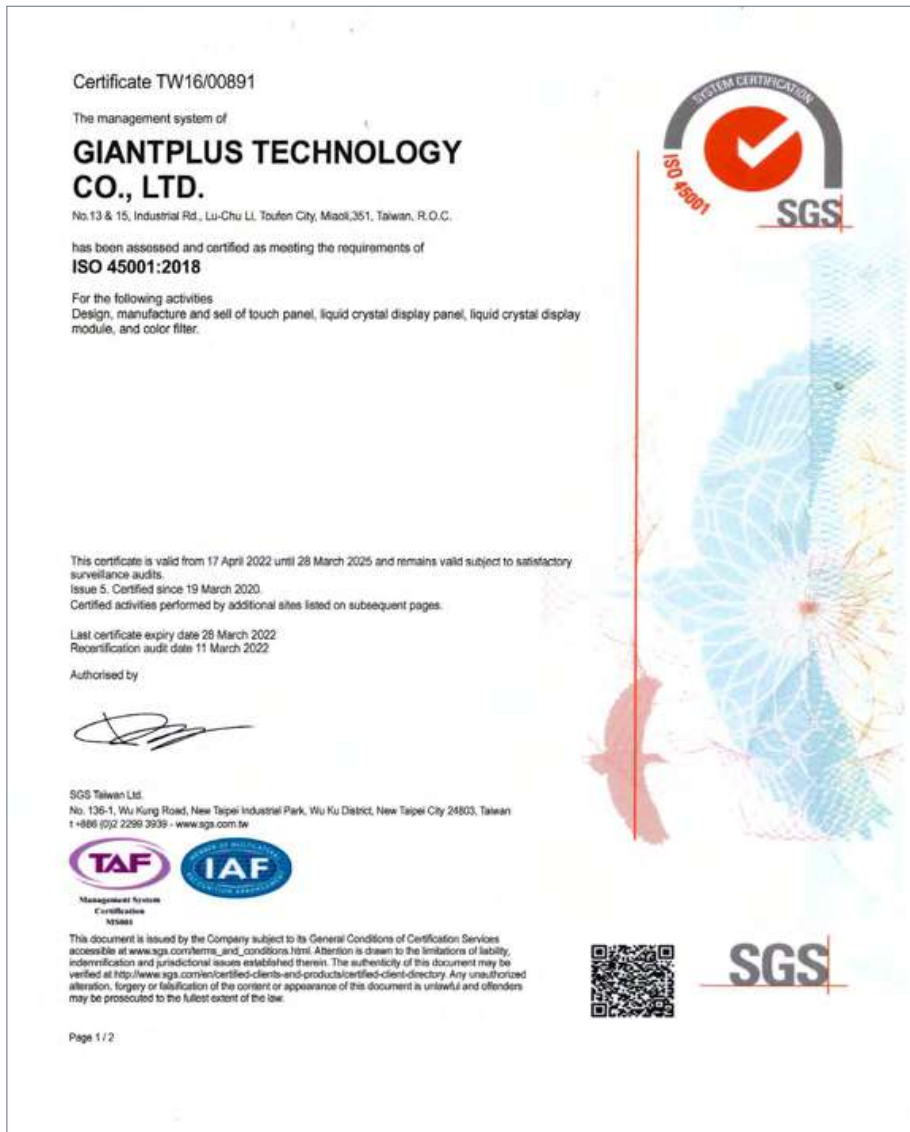 Certificate TW16/00891
The management system of
GIANTPLUS TECHNOLOGY
CO., LTD.
No.13 & 15, Industrial Rd., Lu-Chu Li, Toufen City, Miaoli,351, Taiwan, R.O.C.
has been assessed and certified as meeting the requirements of
ISO 45001:2018
For the following activities
Design, manufacture and sell of touch panel, liquid crystal display panel, liquid crystal display
module, and color filter.
SYSTEM CERTIFICATION
ISO 45001
SGS
This certificate is valid from 17 April 2022 until 28 March 2025 and remains valid subject to satisfactory
surveillance audits.
Issue 5. Certified since 19 March 2020.
Certified activities performed by additional sites listed on subsequent pages.
Last certificate expiry date 28 March 2022
Recertification audit date 11 March 2022
Authorised by
SGS Taiwan Ltd.
No. 136-1, Wu Kung Road, New Taipei Industrial Park, Wu Ku District, New Taipei City 24803, Taiwan
t +886 (0)2 2299 3939 - www.sgs.com.tw
TAF
Management System
Certification
MS001
MEMBER OF MULTILATERAL
IAF
RECOGNITION ARRANGEMENT
This document is issued by the Company subject to its General Conditions of Certification Services
accessible at www.sgs.com/terms_and_conditions.html. Attention is drawn to the limitations of liability,
indemnification and jurisdictional issues established therein. The authenticity of this document may be
verified at http://www.sgs.com/en/certified-clients-and-products/certified-client-directory. Any unauthorized
alteration, forgery or falsification of the content or appearance of this document is unlawful and offenders
may be prosecuted to the fullest extent of the law.
SGS
Page 1 / 2